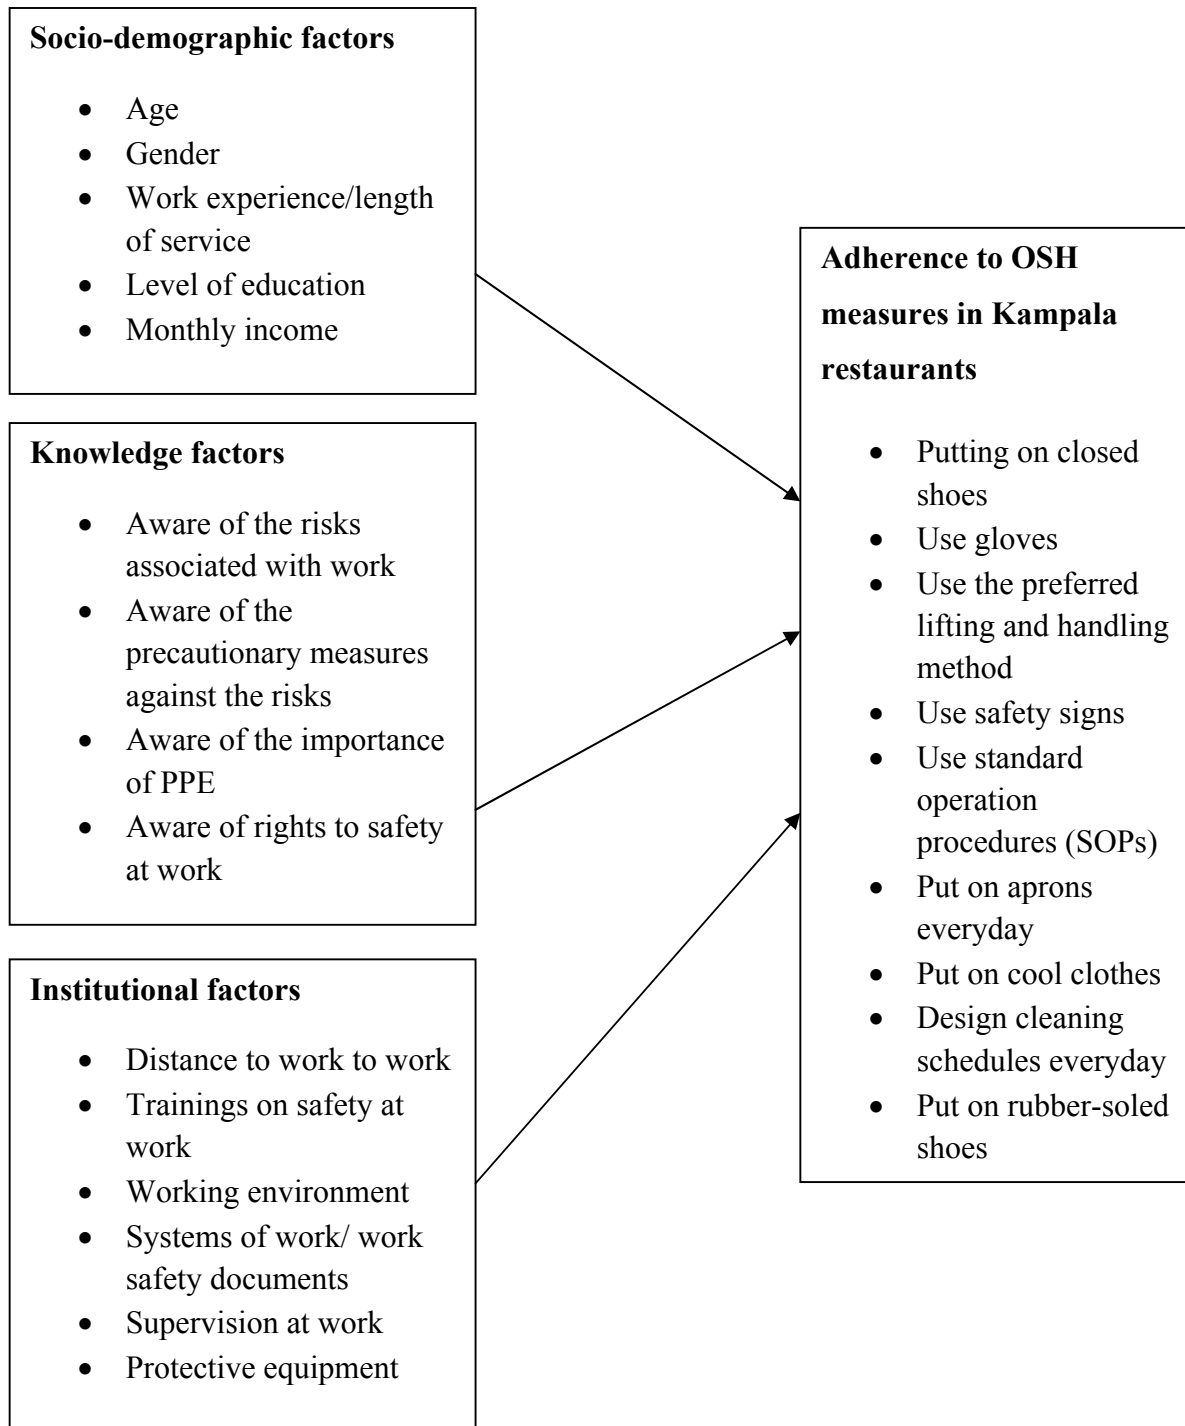 Socio-demographic factors
• Age
• Gender
• Work experience/length
of service
• Level of education
• Monthly income
Knowledge factors
• Aware of the risks
associated with work
• Aware of the
precautionary measures
against the risks
• Aware of the importance
of PPE
• Aware of rights to safety
at work
Institutional factors
• Distance to work to work
• Trainings on safety at
work
• Working environment
• Systems of work/ work
safety documents
• Supervision at work
• Protective equipment
Adherence to OSH
measures in Kampala
restaurants
• Putting on closed
shoes
• Use gloves
• Use the preferred
lifting and handling
method
• Use safety signs
• Use standard
operation
procedures (SOPs)
• Put on aprons
everyday
• Put on cool clothes
• Design cleaning
schedules everyday
• Put on rubber-soled
shoes